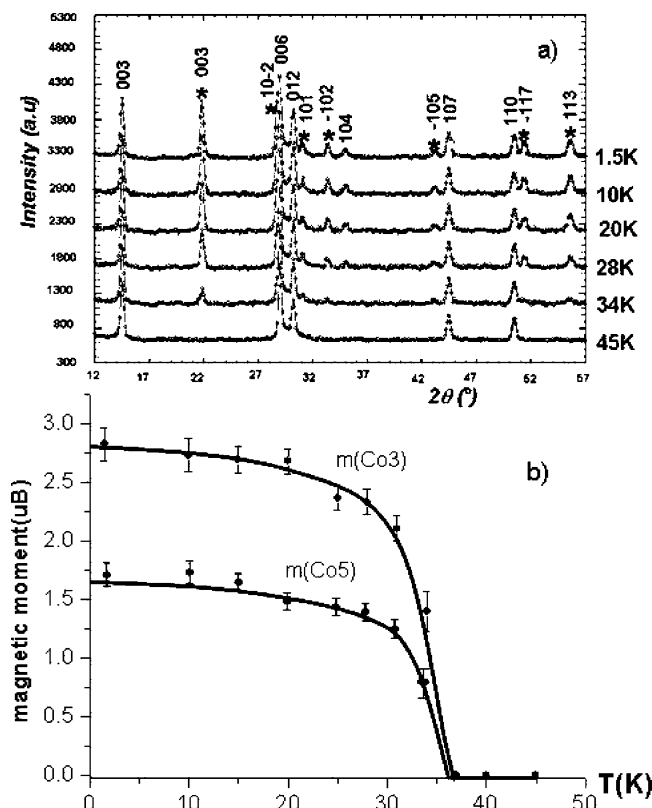 a)
Intensity (a.u)
5300
4800
4300
3800
3300
2800
2300
1800
1300
800
300
003
* 003
* 10-2
006
012
* 101
* -102
104
* -105
107
110
* -117
* 113
1.5K
10K
20K
28K
34K
45K
12 17 22 27 32 37 42 47 52 57
2θ (°)
b)
magnetic moment(uB)
3.0
2.5
2.0
1.5
1.0
0.5
0.0
m(Co3)
m(Co5)
0 10 20 30 40 50
T(K)